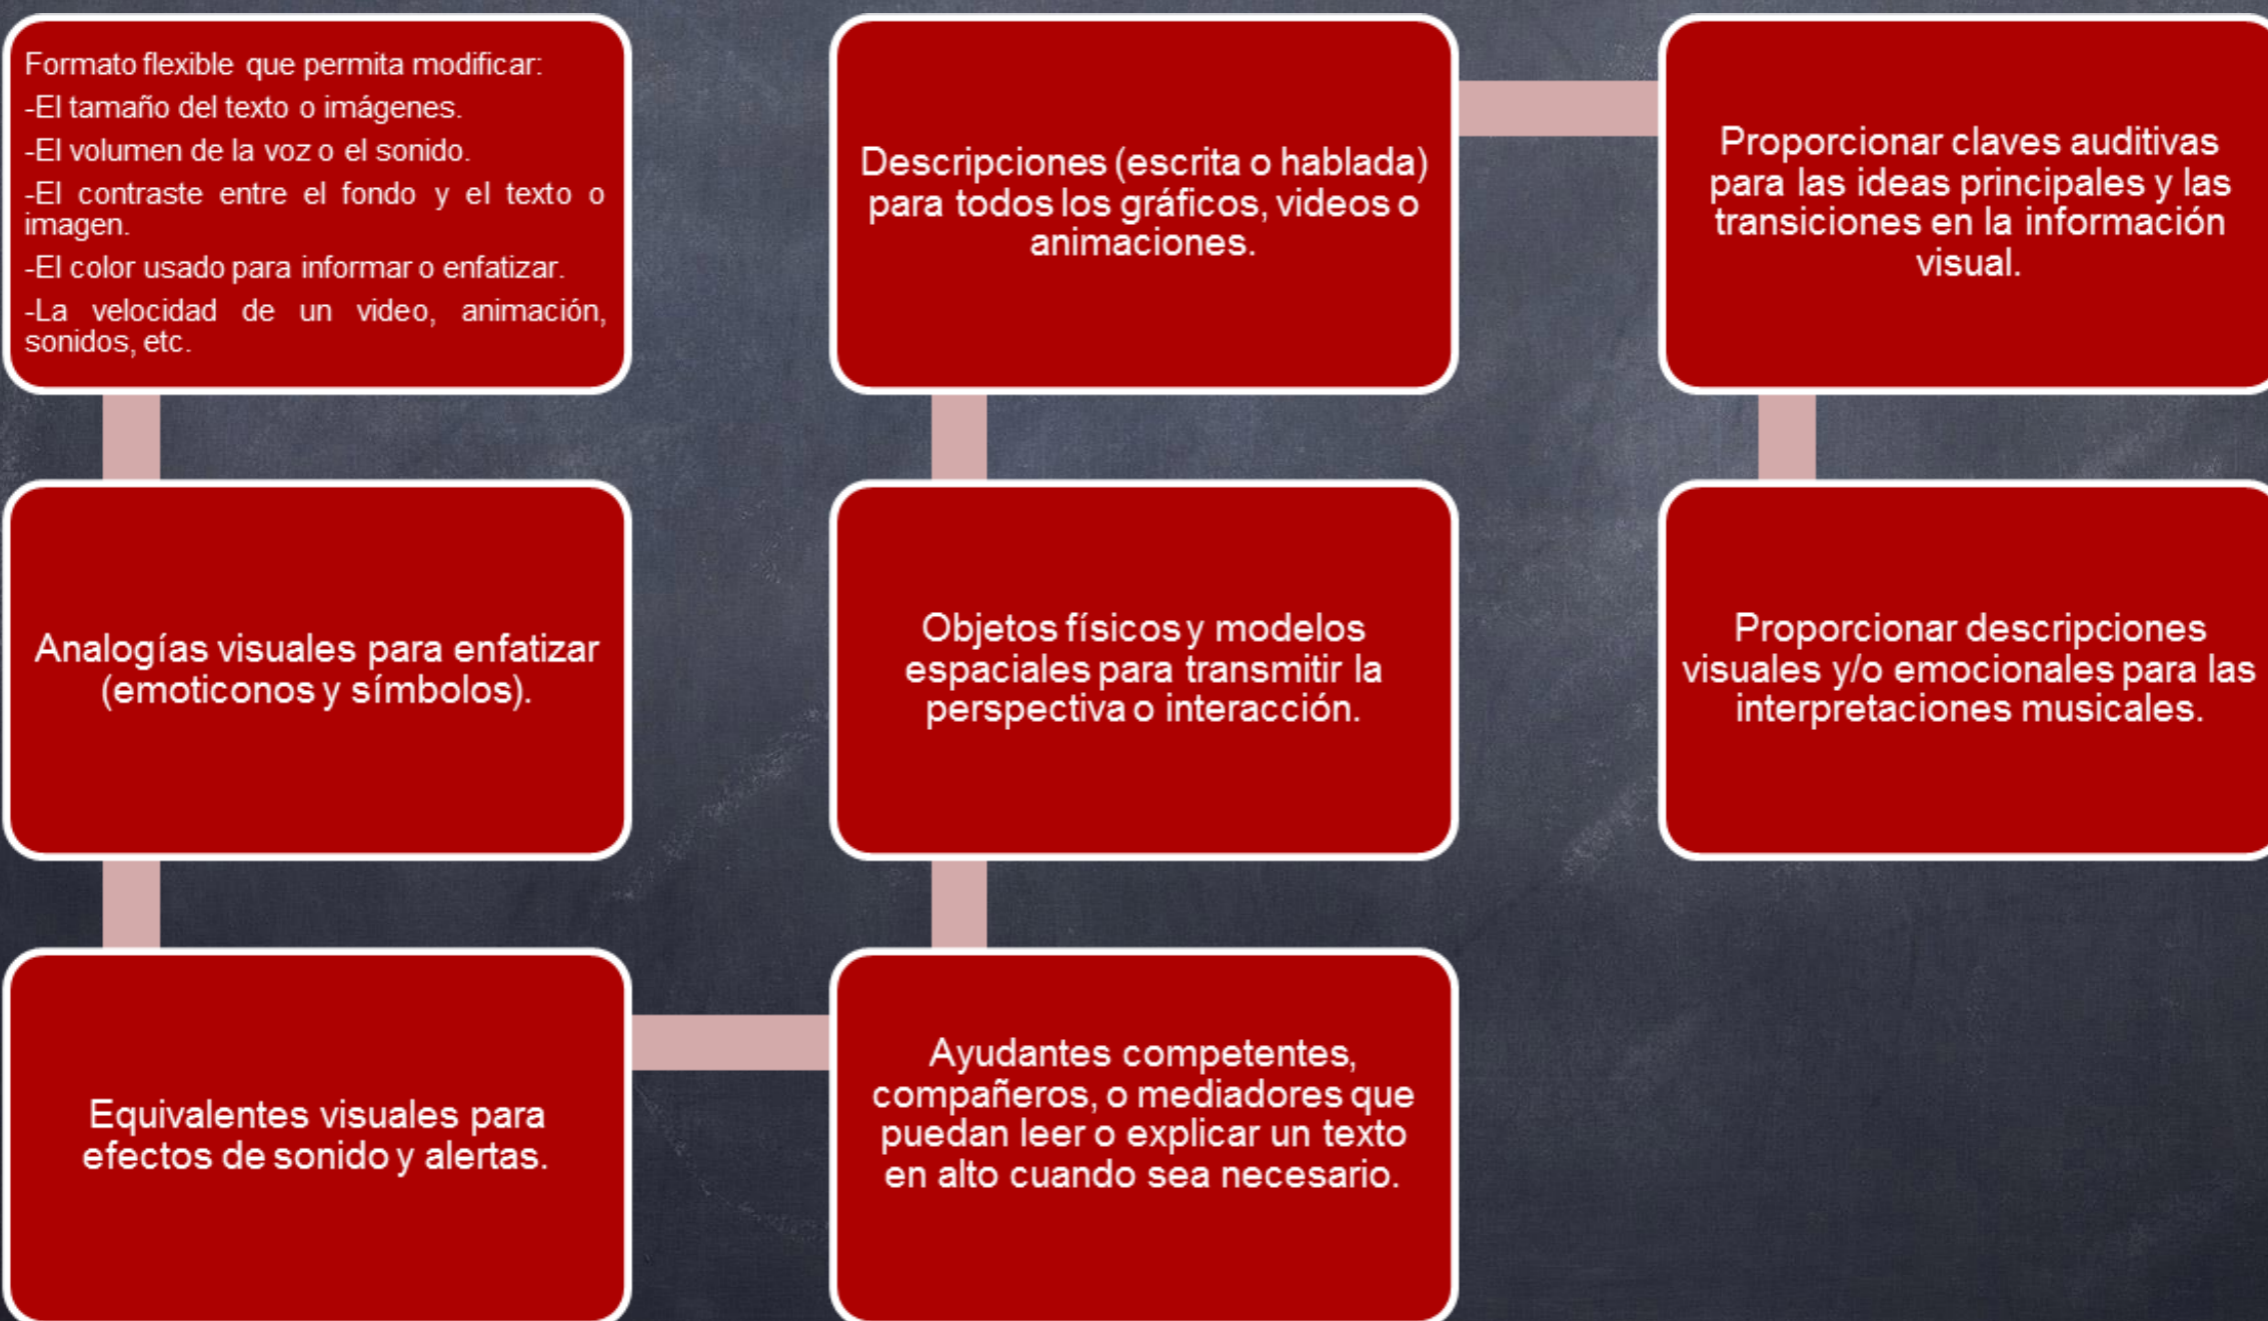 Formato flexible que permita modificar:
-El tamaño del texto o imágenes.
-El volumen de la voz o el sonido.
-El contraste entre el fondo y el texto o
imagen.
-El color usado para informar o enfatizar.
-La velocidad de un video, animación,
sonidos, etc.
Analogías visuales para enfatizar
(emoticonos y símbolos).
Equivalentes visuales para
efectos de sonido y alertas.
Ayudantes competentes,
compañeros, o mediadores que
puedan leer o explicar un texto
en alto cuando sea necesario.
Objetos físicos y modelos
espaciales para transmitir la
perspectiva o interacción.
Descripciones (escrita o hablada)
para todos los gráficos, videos o
animaciones.
Proporcionar claves auditivas
para las ideas principales y las
transiciones en la información
visual.
Proporcionar descripciones
visuales y/o emocionales para las
interpretaciones musicales.